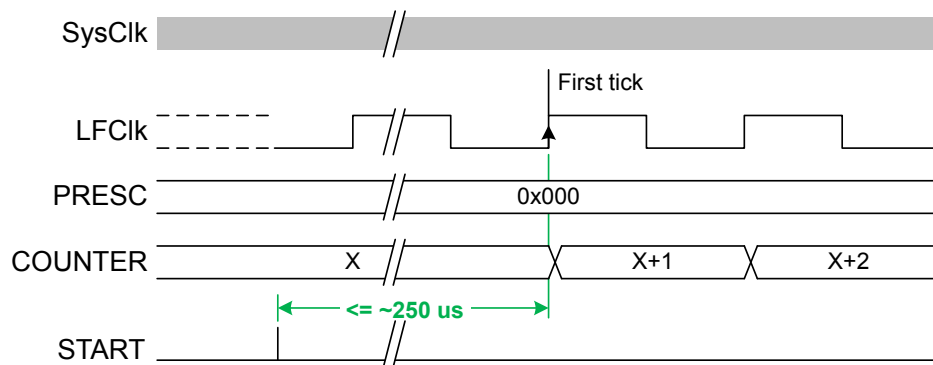 SysClk
First tick
LFClk
PRESC 0x000
COUNTER X X+1 X+2
<= ~250 us
START